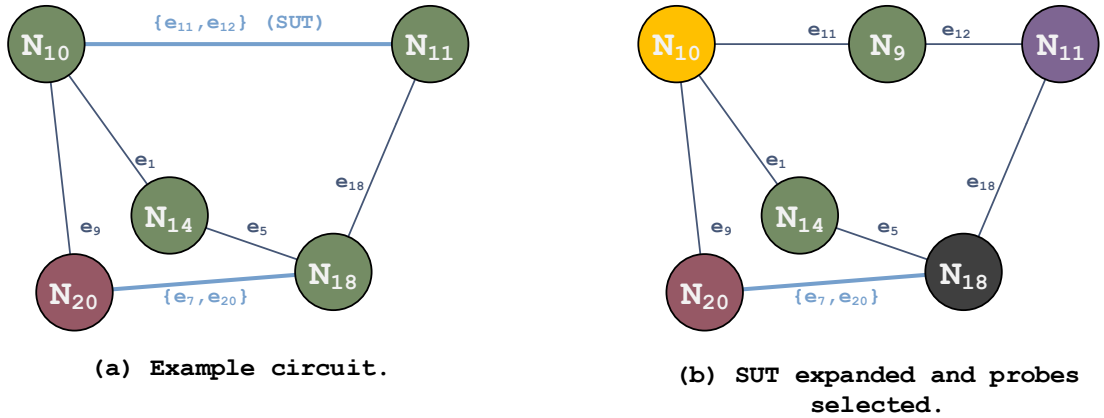 {e₁₁,e₁₂} (SUT)
N₁₀
N₁₁
e₁
e₁₈
N₁₄
e₉
e₅
N₁₈
N₂₀
{e₇,e₂₀}
(a) Example circuit.
N₁₀
e₁₁
N₉
e₁₂
N₁₁
e₁
e₁₈
N₁₄
e₉
e₅
N₁₈
N₂₀
{e₇,e₂₀}
(b) SUT expanded and probes
selected.